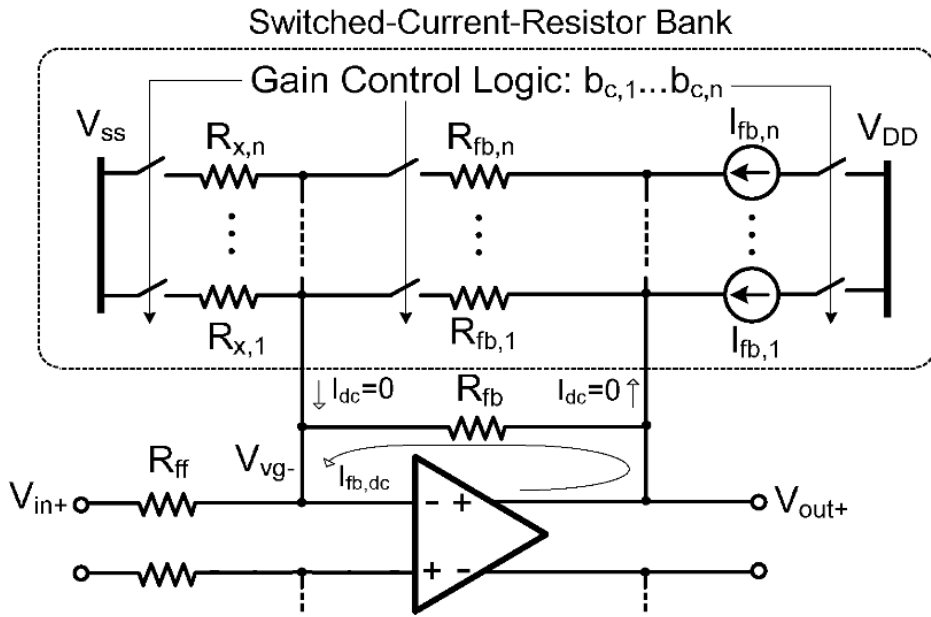 Switched-Current-Resistor Bank
Gain Control Logic: b_c,1...b_c,n
V_ss
R_x,n
R_fb,n
I_fb,n
V_DD
R_x,1
R_fb,1
I_fb,1
I_dc=0
R_fb
I_dc=0
R_ff
V_vg-
I_fb,dc
V_in+
- +
V_out+
+ -